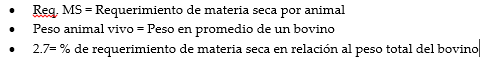 • Req. MS = Requerimiento de materia seca por animal
• Peso animal vivo = Peso en promedio de un bovino
• 2.7= % de requerimiento de materia seca en relación al peso total del bovino